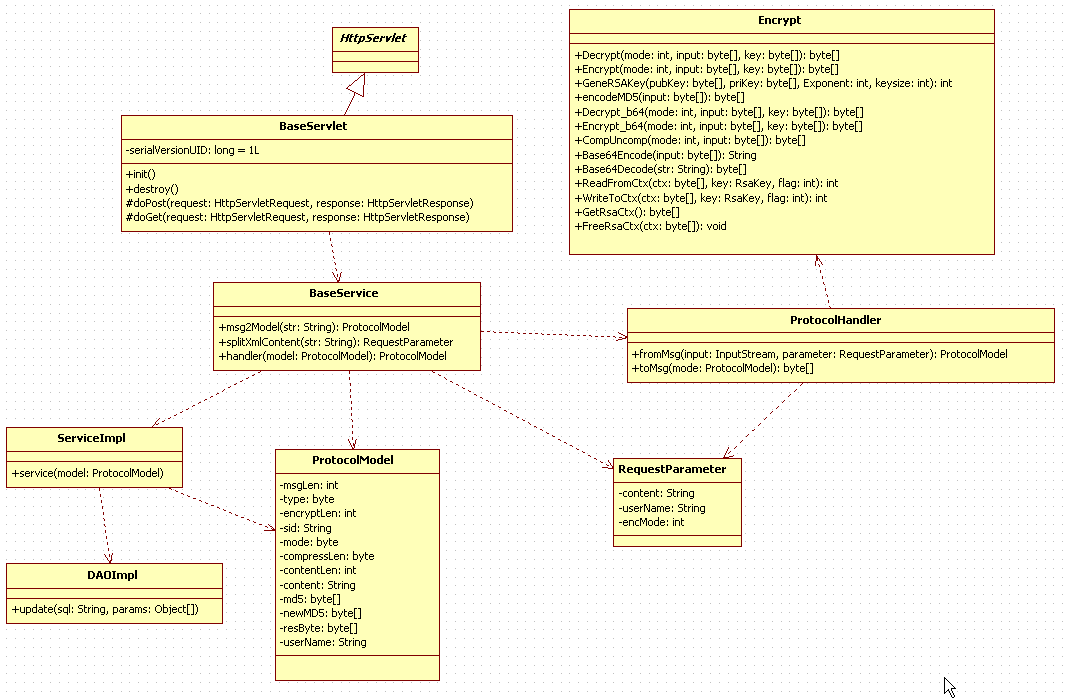 HttpServlet
BaseServlet
-serialVersionUID: long = 1L
+init()
+destroy()
#doPost(request: HttpServletRequest, response: HttpServletResponse)
#doGet(request: HttpServletRequest, response: HttpServletResponse)
Encrypt
+Decrypt(mode: int, input: byte[], key: byte[]): byte[]
+Encrypt(mode: int, input: byte[], key: byte[]): byte[]
+GeneRSAKey(pubKey: byte[], priKey: byte[], Exponent: int, keysize: int): int
+encodeMD5(input: byte[]): byte[]
+Decrypt_b64(mode: int, input: byte[], key: byte[]): byte[]
+Encrypt_b64(mode: int, input: byte[], key: byte[]): byte[]
+CompUncomp(mode: int, input: byte[]): byte[]
+Base64Encode(input: byte[]): String
+Base64Decode(str: String): byte[]
+ReadFromCtx(ctx: byte[], key: RsaKey, flag: int): int
+WriteToCtx(ctx: byte[], key: RsaKey, flag: int): int
+GetRsaCtx(): byte[]
+FreeRsaCtx(ctx: byte[]): void
BaseService
+msg2Model(str: String): ProtocolModel
+splitXmlContent(str: String): RequestParameter
+handler(model: ProtocolModel): ProtocolModel
ProtocolHandler
+fromMsg(input: InputStream, parameter: RequestParameter): ProtocolModel
+toMsg(mode: ProtocolModel): byte[]
ServiceImpl
+service(model: ProtocolModel)
ProtocolModel
-msgLen: int
-type: byte
-encryptLen: int
-sid: String
-mode: byte
-compressLen: byte
-contentLen: int
-content: String
-md5: byte[]
-newMD5: byte[]
-resByte: byte[]
-userName: String
RequestParameter
-content: String
-userName: String
-encMode: int
DAOImpl
+update(sql: String, params: Object[])